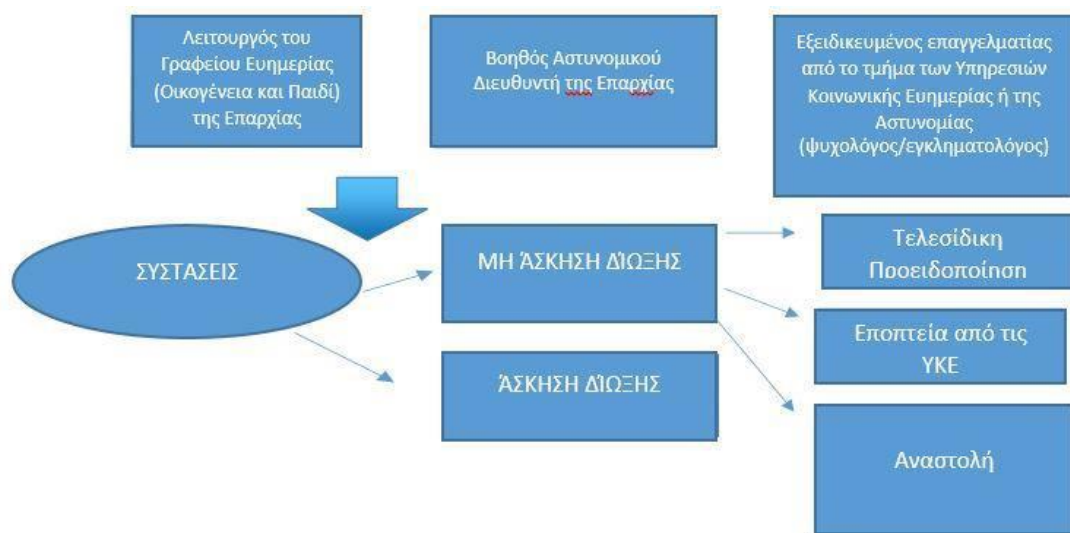 Λειτουργός του
Γραφείου Ευημερίας
(Οικογένεια και Παιδί)
της Επαρχίας
Βοηθός Αστυνομικού
Διευθυντή της Επαρχίας
Εξειδικευμένος επαγγελματίας
από το τμήμα των Υπηρεσιών
Κοινωνικής Ευημερίας ή της
Αστυνομίας
(ψυχολόγος/εγκληματολόγος)
ΣΥΣΤΑΣΕΙΣ
ΜΗ ΆΣΚΗΣΗ ΔΊΩΞΗΣ
ΆΣΚΗΣΗ ΔΊΩΞΗΣ
Τελεσίδικη
Προειδοποίηση
Εποπτεία από τις
ΥΚΕ
Αναστολή